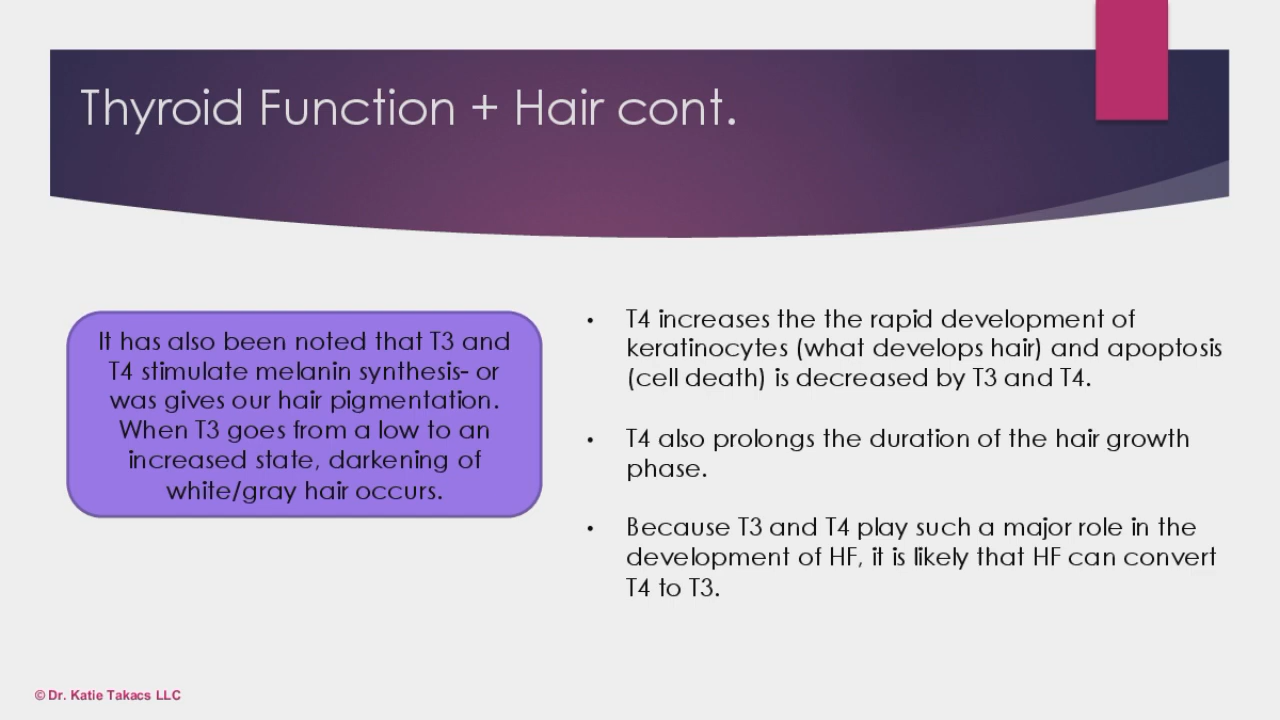 Thyroid Function + Hair cont.
It has also been noted that T3 and
T4 stimulate melanin synthesis- or
was gives our hair pigmentation.
When T3 goes from a low to an
increased state, darkening of
white/gray hair occurs.
• T4 increases the the rapid development of
keratinocytes (what develops hair) and apoptosis
(cell death) is decreased by T3 and T4.
• T4 also prolongs the duration of the hair growth
phase.
• Because T3 and T4 play such a major role in the
development of HF, it is likely that HF can convert
T4 to T3.
© Dr. Katie Takacs LLC